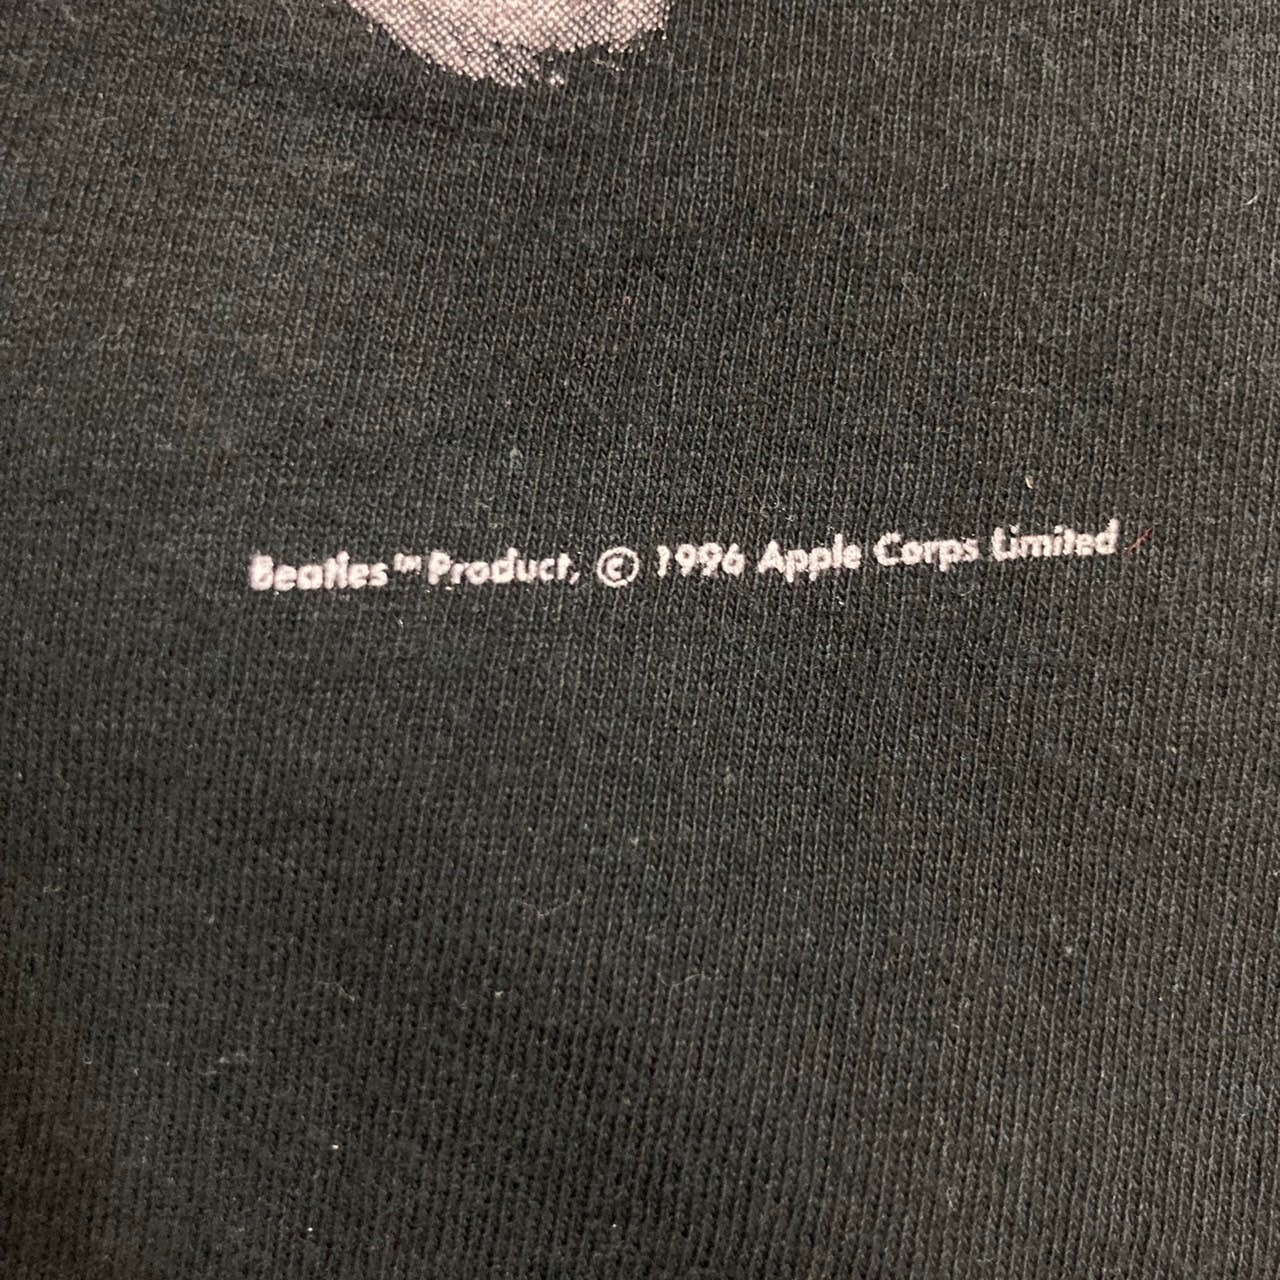 Beatles™ Product, © 1996 Apple Corps Limited